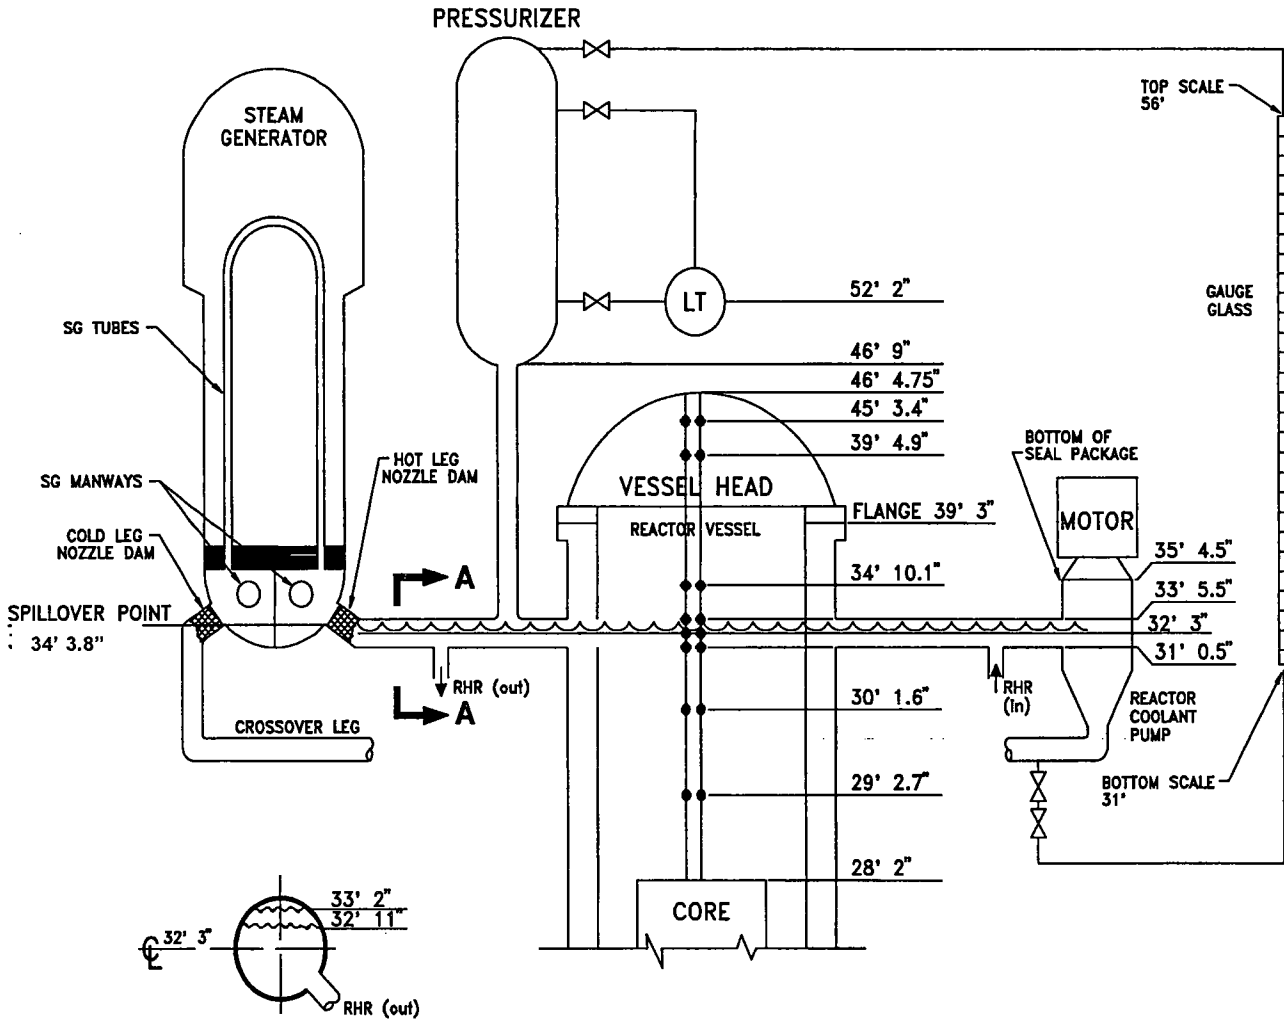 PRESSURIZER
TOP SCALE
56'
STEAM
GENERATOR
LT
52' 2"
GAUGE
GLASS
SG TUBES
46' 9"
46' 4.75"
45' 3.4"
39' 4.9"
BOTTOM OF
SEAL PACKAGE
HOT LEG
NOZZLE DAM
SG MANWAYS
VESSEL HEAD
FLANGE 39' 3"
REACTOR VESSEL
MOTOR
COLD LEG
NOZZLE DAM
35' 4.5"
A
34' 10.1"
33' 5.5"
SPILLOVER POINT
34' 3.8"
32' 3"
31' 0.5"
RHR (out)
RHR
(in)
A
30' 1.6"
REACTOR
COOLANT
PUMP
CROSSOVER LEG
29' 2.7"
BOTTOM SCALE
31'
28' 2"
CORE
33' 2"
32' 11"
℄ 32' 3"
RHR (out)